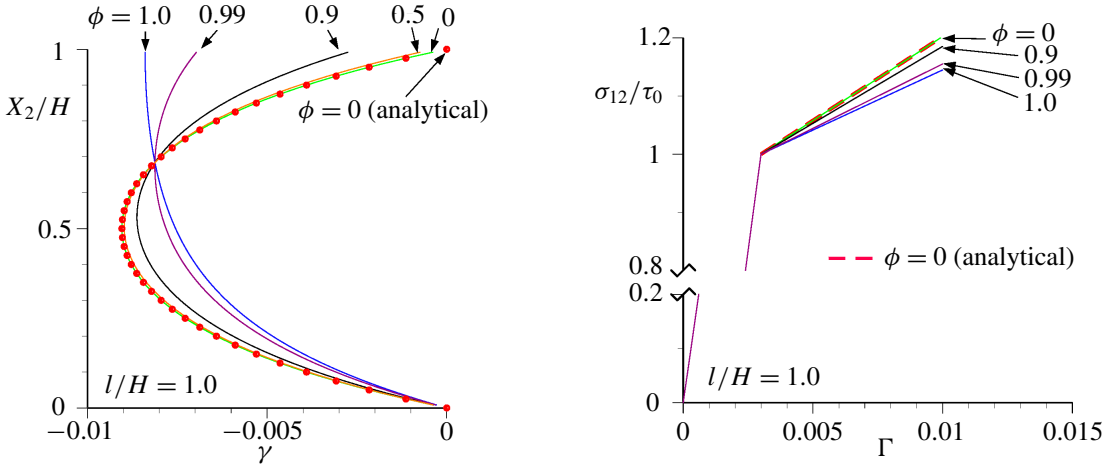 ϕ = 1.0 0.99 0.9 0.5 0
1
X₂/H
ϕ = 0 (analytical)
0.5
l/H = 1.0
0
−0.01 −0.005 0
γ
1.2
ϕ = 0
0.9
0.99
1.0
σ₁₂/τ₀
1
ϕ = 0 (analytical)
0.8
0.2
l/H = 1.0
0
0 0.005 0.01 0.015
Γ